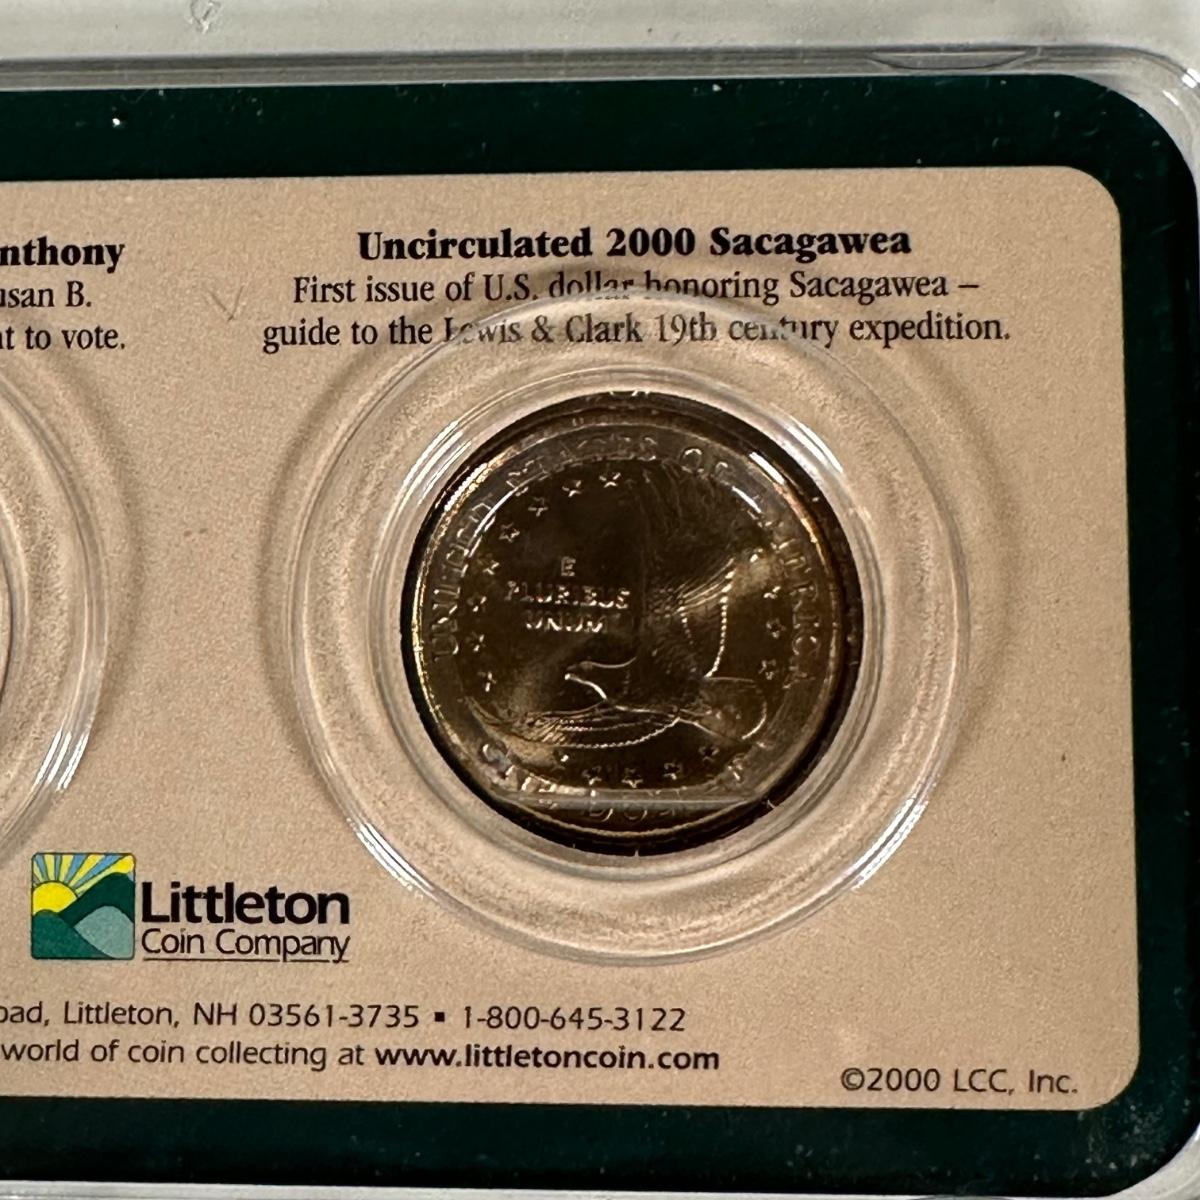 nthony
usan B.
t to vote.
Uncirculated 2000 Sacagawea
First issue of U.S. dollar honoring Sacagawea –
guide to the Lewis & Clark 19th century expedition.
UNITED STATES OF AMERICA
E
PLURIBUS
UNUM
ONE DOLLAR
Littleton
Coin Company
oad, Littleton, NH 03561-3735 ▪ 1-800-645-3122
world of coin collecting at www.littletoncoin.com
©2000 LCC, Inc.